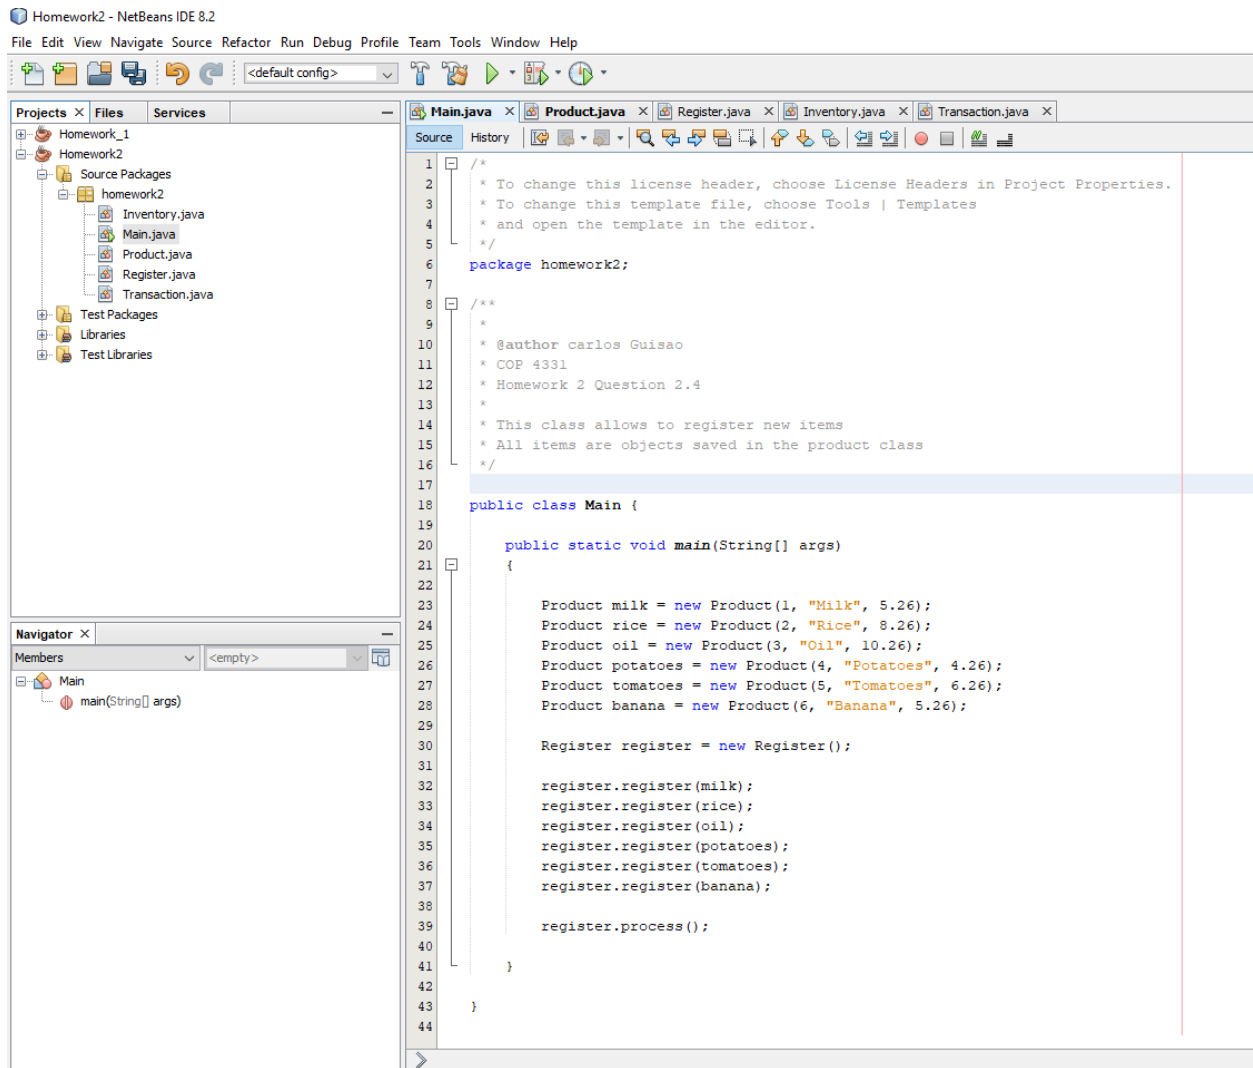 Homework2 - NetBeans IDE 8.2
File Edit View Navigate Source Refactor Run Debug Profile Team Tools Window Help
<default config>
Projects Files Services
Homework_1
Homework2
Source Packages
homework2
Inventory.java
Main.java
Product.java
Register.java
Transaction.java
Test Packages
Libraries
Test Libraries
Navigator
Members <empty>
Main
main(String[] args)
Main.java Product.java Register.java Inventory.java Transaction.java
Source History
1 /*
2 * To change this license header, choose License Headers in Project Properties.
3 * To change this template file, choose Tools | Templates
4 * and open the template in the editor.
5 */
6 package homework2;
7
8 /**
9 *
10 * @author carlos Guisao
11 * COP 4331
12 * Homework 2 Question 2.4
13 *
14 * This class allows to register new items
15 * All items are objects saved in the product class
16 */
17
18 public class Main {
19
20 public static void main(String[] args)
21 {
22
23 Product milk = new Product(1, "Milk", 5.26);
24 Product rice = new Product(2, "Rice", 8.26);
25 Product oil = new Product(3, "Oil", 10.26);
26 Product potatoes = new Product(4, "Potatoes", 4.26);
27 Product tomatoes = new Product(5, "Tomatoes", 6.26);
28 Product banana = new Product(6, "Banana", 5.26);
29
30 Register register = new Register();
31
32 register.register(milk);
33 register.register(rice);
34 register.register(oil);
35 register.register(potatoes);
36 register.register(tomatoes);
37 register.register(banana);
38
39 register.process();
40
41 }
42
43 }
44